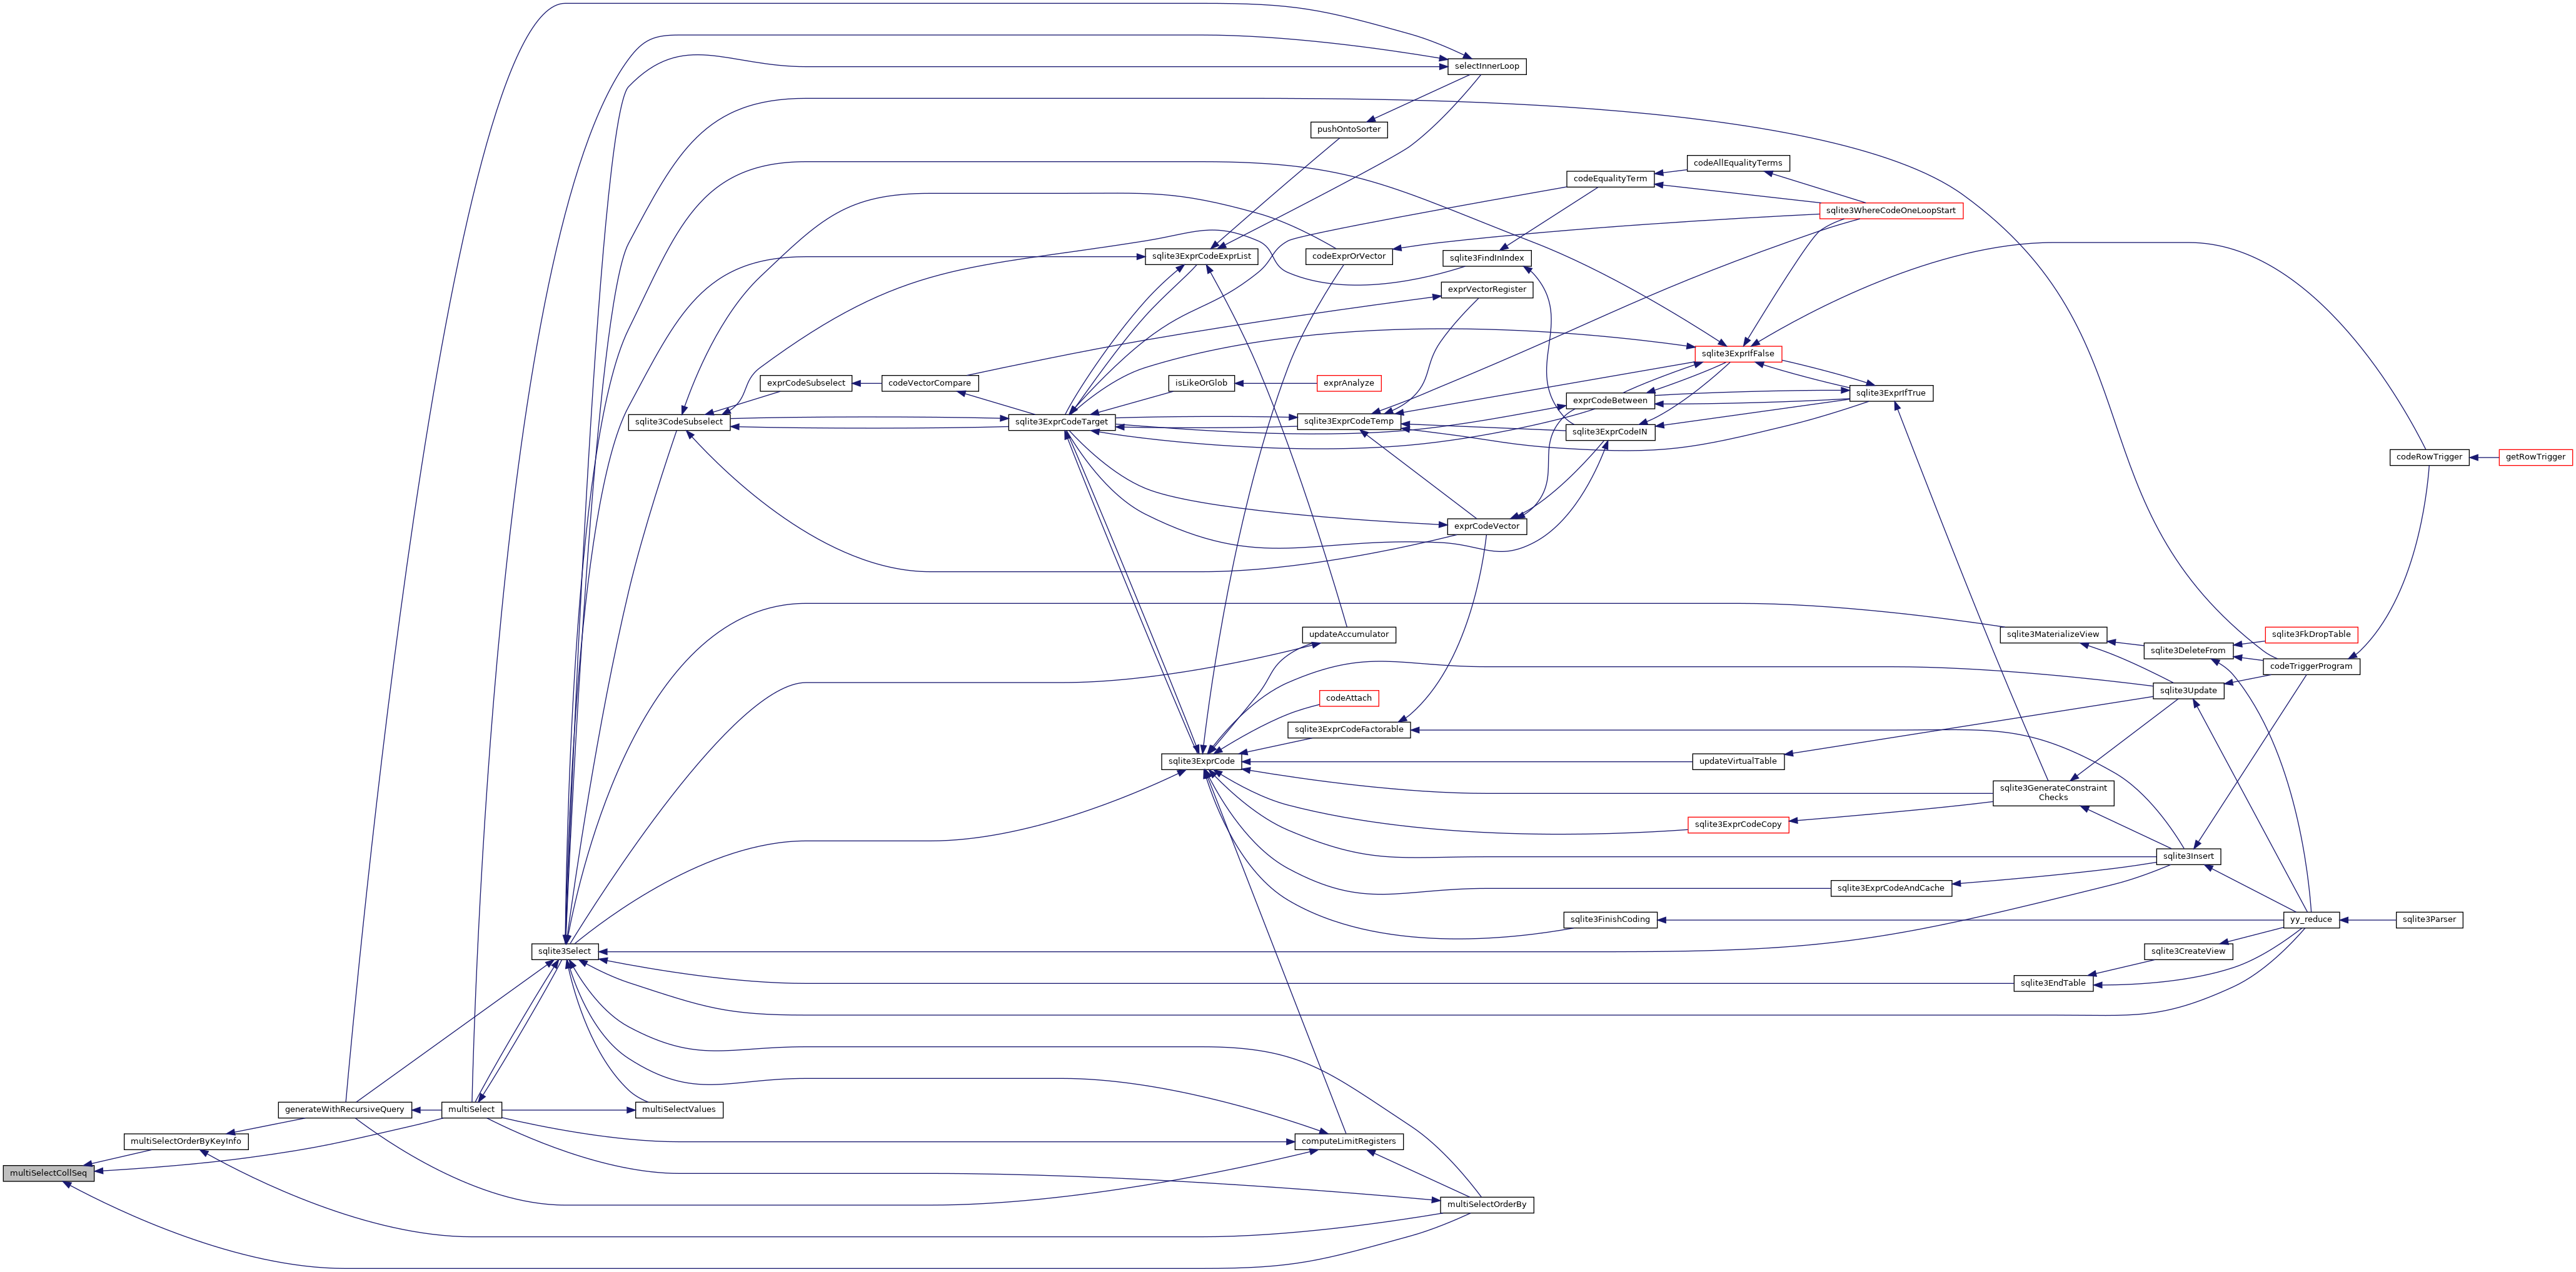 selectInnerLoop
pushOntoSorter
codeAllEqualityTerms
codeEqualityTerm
sqlite3WhereCodeOneLoopStart
sqlite3ExprCodeExprList
codeExprOrVector
sqlite3FindInIndex
exprVectorRegister
sqlite3ExprIfFalse
exprCodeSubselect
codeVectorCompare
isLikeOrGlob
exprAnalyze
sqlite3ExprIfTrue
exprCodeBetween
sqlite3CodeSubselect
sqlite3ExprCodeTarget
sqlite3ExprCodeTemp
sqlite3ExprCodeIN
codeRowTrigger
getRowTrigger
exprCodeVector
updateAccumulator
sqlite3MaterializeView
sqlite3FkDropTable
sqlite3DeleteFrom
codeTriggerProgram
sqlite3Update
codeAttach
sqlite3ExprCodeFactorable
sqlite3ExprCode
updateVirtualTable
sqlite3GenerateConstraint
Checks
sqlite3ExprCodeCopy
sqlite3Insert
sqlite3ExprCodeAndCache
sqlite3FinishCoding
yy_reduce
sqlite3Parser
sqlite3Select
sqlite3CreateView
sqlite3EndTable
generateWithRecursiveQuery
multiSelect
multiSelectValues
multiSelectOrderByKeyInfo
computeLimitRegisters
multiSelectCollSeq
multiSelectOrderBy